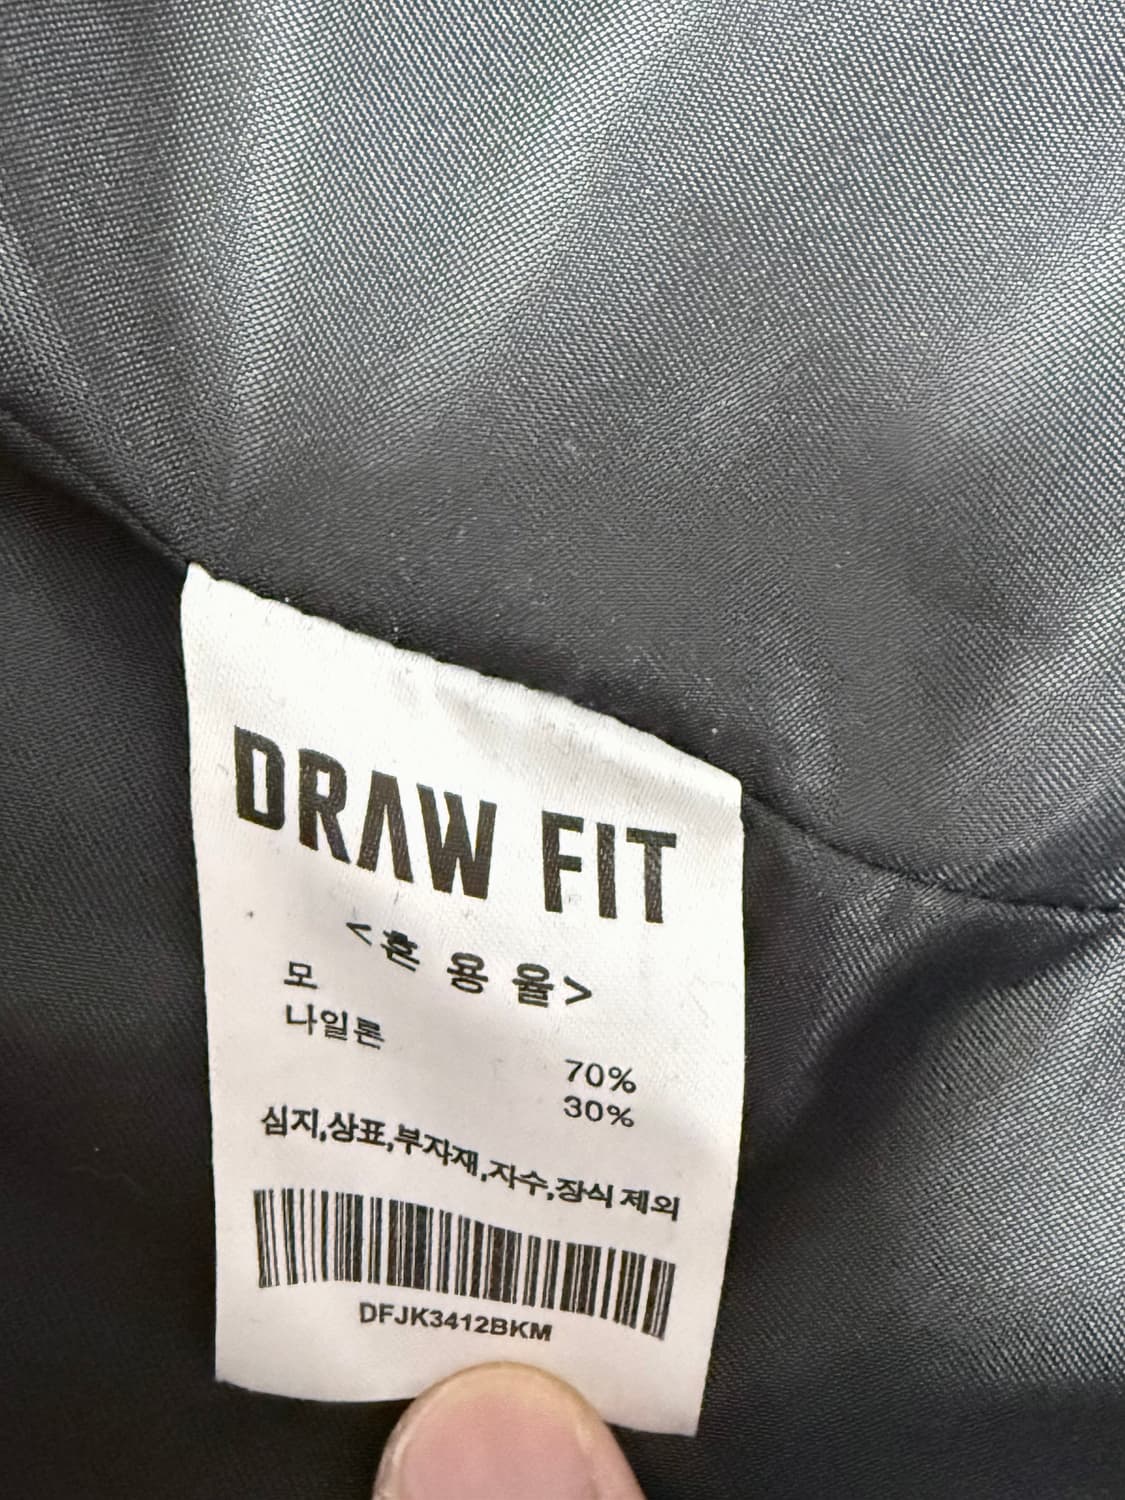 DRAW FIT
<혼 용 율>
모 70%
나일론 30%
심지,상표,부자재,자수,장식 제외
DFJK3412BKM